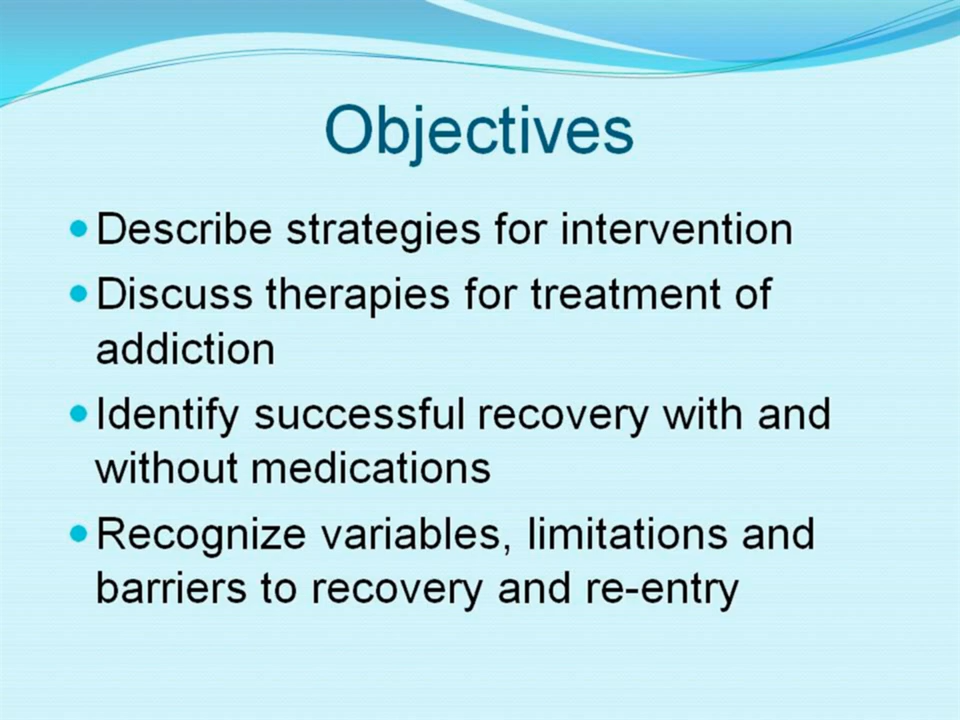 Objectives
Describe strategies for intervention
Discuss therapies for treatment of
addiction
Identify successful recovery with and
without medications
Recognize variables, limitations and
barriers to recovery and re-entry